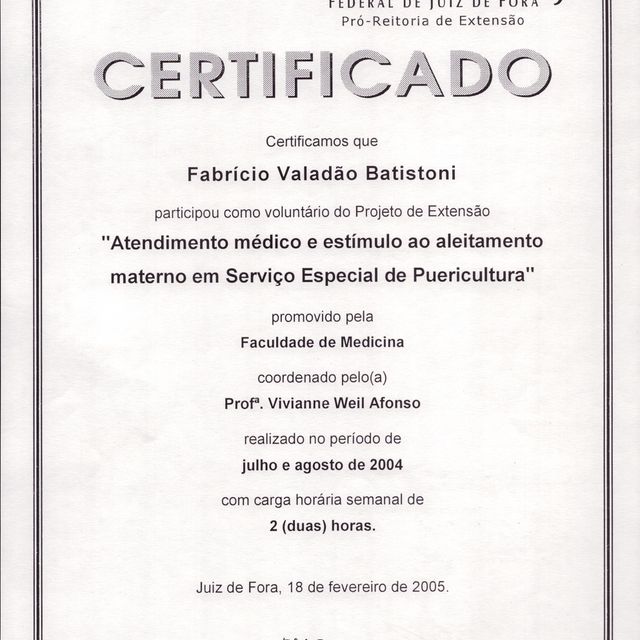 FEDERAL DE JUIZ DE FORA
Pró-Reitoria de Extensão
CERTIFICADO
Certificamos que
Fabrício Valadão Batistoni
participou como voluntário do Projeto de Extensão
"Atendimento médico e estímulo ao aleitamento
materno em Serviço Especial de Puericultura"
promovido pela
Faculdade de Medicina
coordenado pelo(a)
Profª. Vivianne Weil Afonso
realizado no período de
julho e agosto de 2004
com carga horária semanal de
2 (duas) horas.
Juiz de Fora, 18 de fevereiro de 2005.